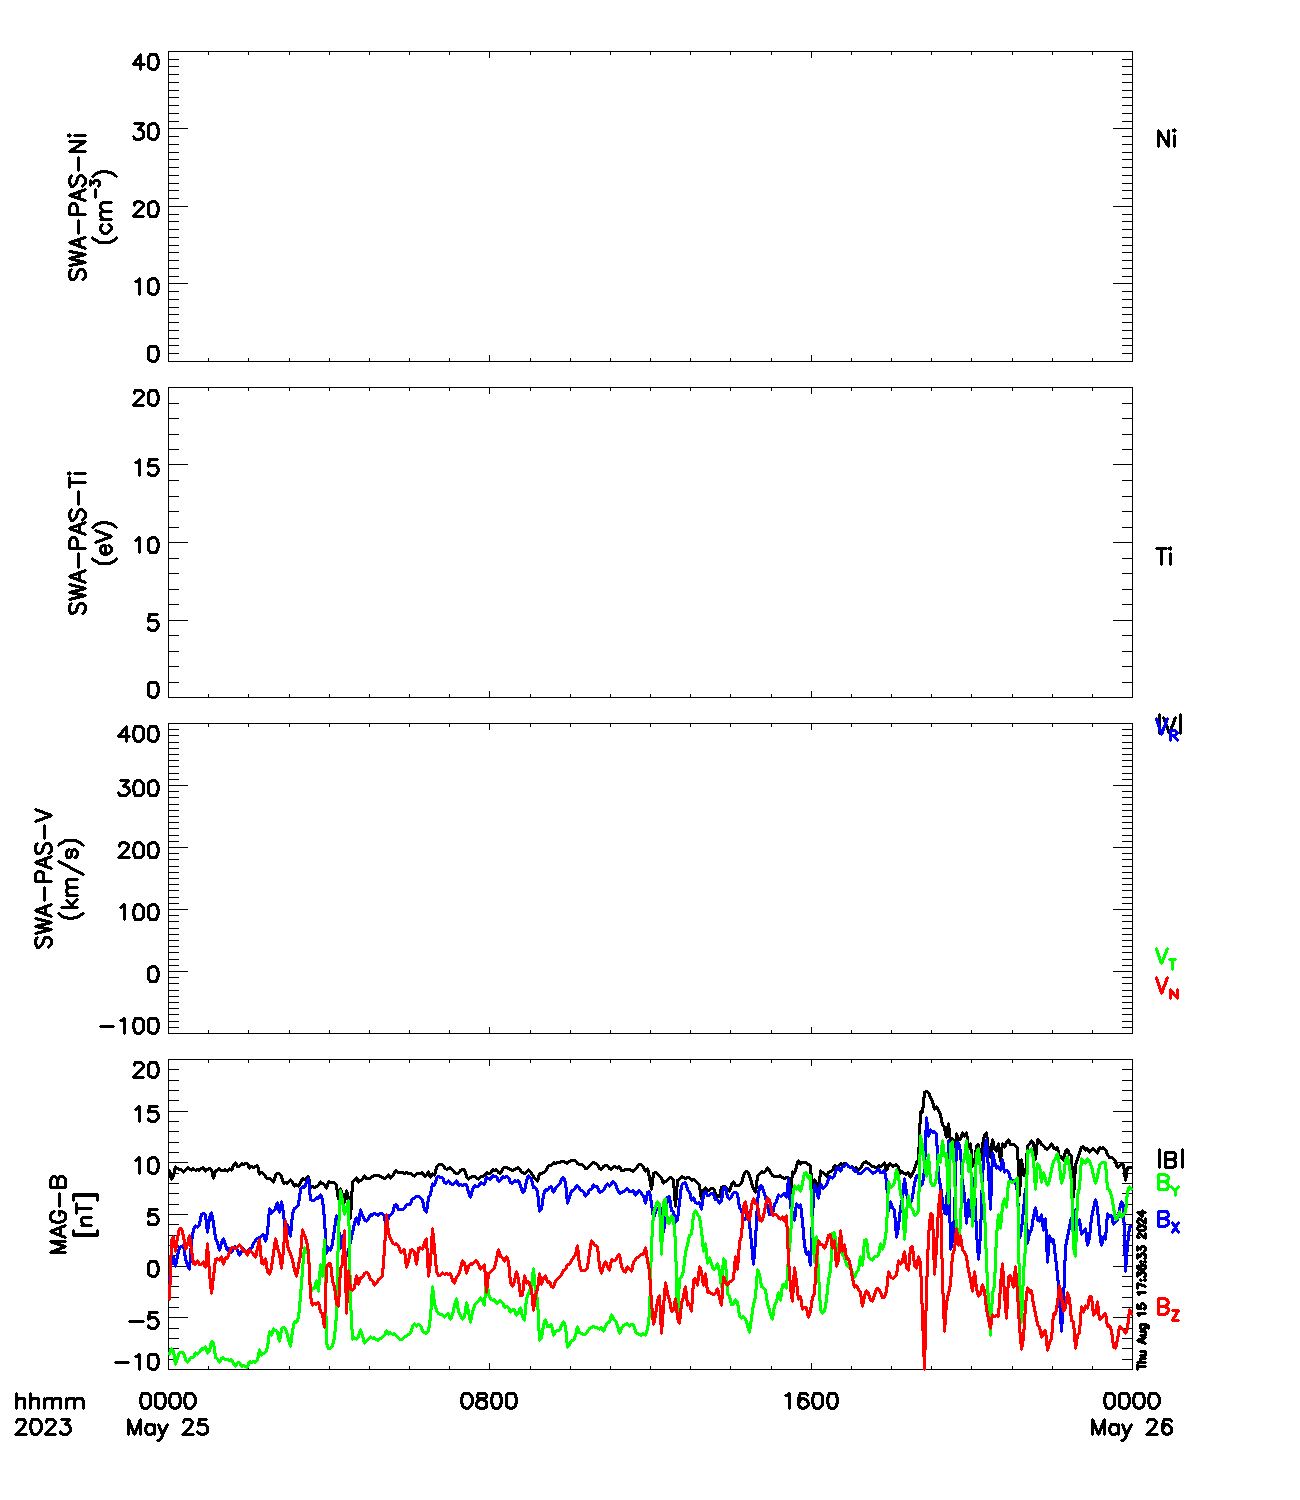 40
30
20
10
0
SWA-PAS-Ni
(cm-3)
Ni
20
15
10
5
0
SWA-PAS-Ti
(eV)
Ti
400
300
200
100
0
-100
SWA-PAS-V
(km/s)
|V|
VR
VT
VN
20
15
10
5
0
-5
-10
MAG-B
[nT]
|B|
BY
BX
BZ
Thu Aug 15 17:36:33 2024
hhmm 0000 0800 1600 0000
2023 May 25 May 26